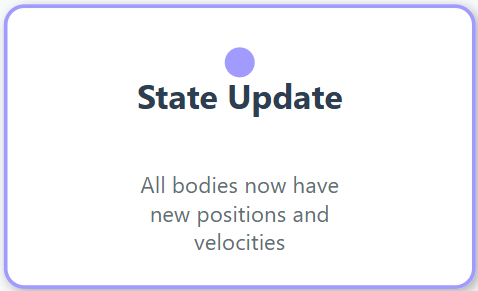 State Update
All bodies now have
new positions and
velocities